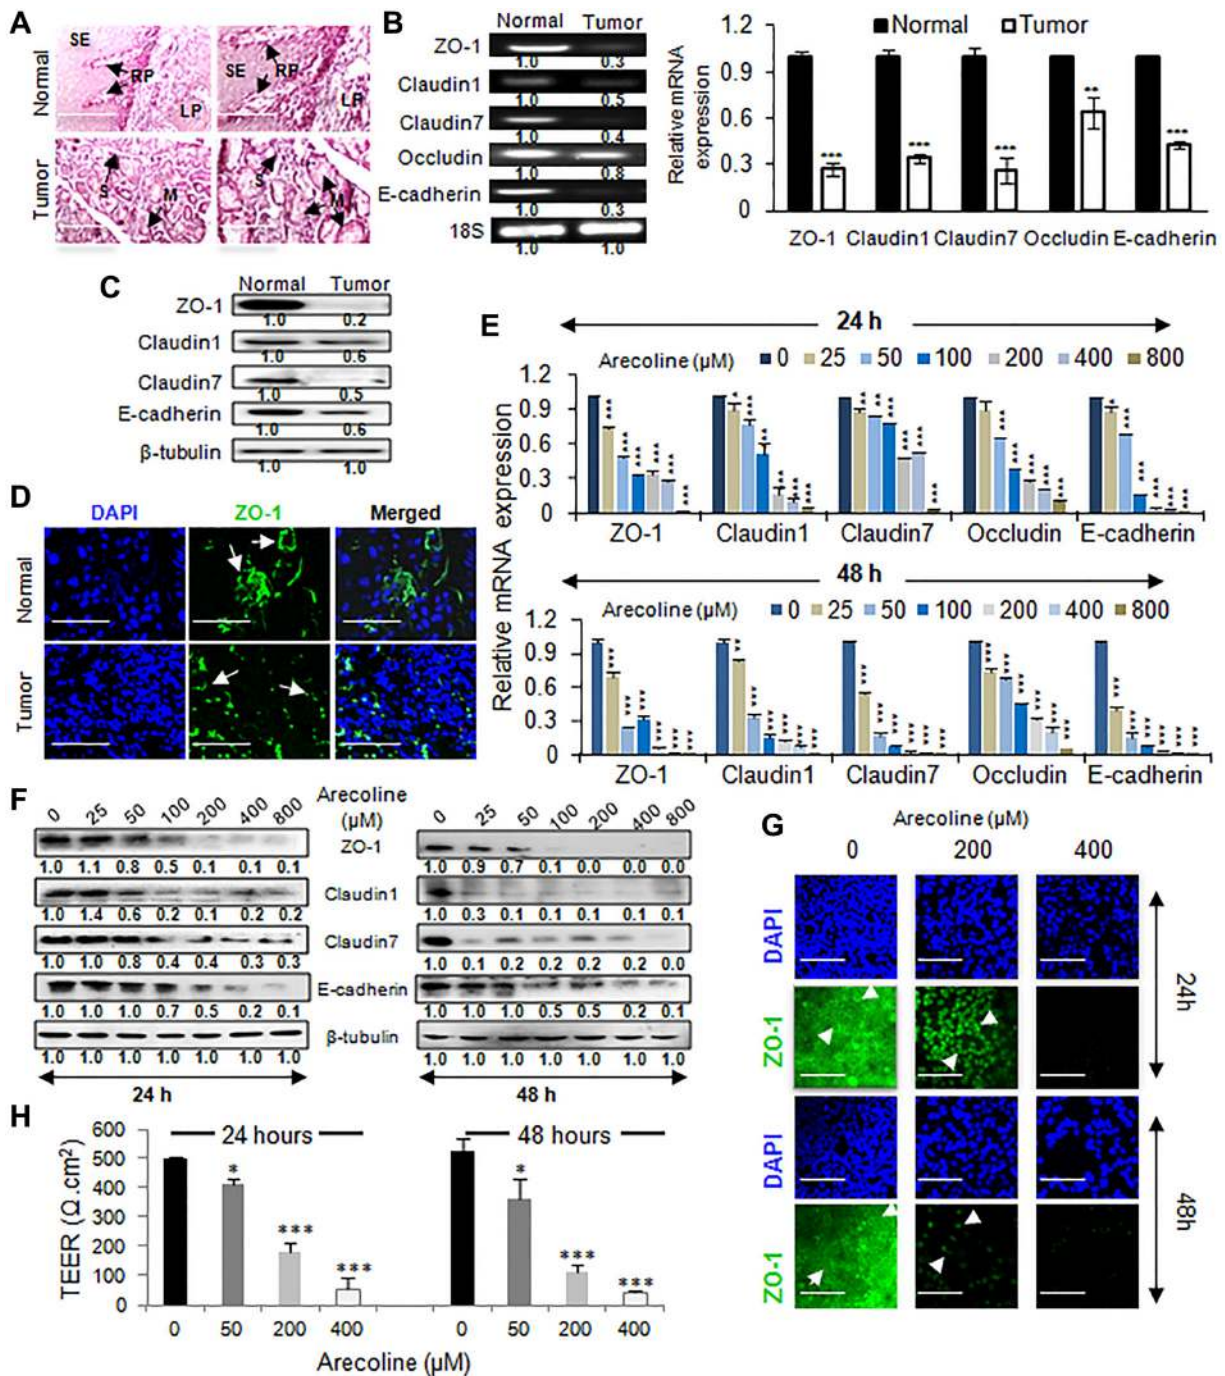 A
Normal
SE
RP
LP
SE
RP
LP
Tumor
S
M
S
M
B
Normal Tumor
ZO-1
1.0 0.3
Claudin1
1.0 0.5
Claudin7
1.0 0.4
Occludin
1.0 0.8
E-cadherin
1.0 0.3
18S
1.0 1.0
Relative mRNA
expression
Normal Tumor
1.2
0.9
0.6
0.3
0
*** *** *** ** ***
ZO-1 Claudin1 Claudin7 Occludin E-cadherin
C
Normal Tumor
ZO-1
1.0 0.2
Claudin1
1.0 0.6
Claudin7
1.0 0.5
E-cadherin
1.0 0.6
β-tubulin
1.0 1.0
D
DAPI ZO-1 Merged
Normal
Tumor
E
24 h
Arecoline (µM) 0 25 50 100 200 400 800
Relative mRNA expression
1.2
0.9
0.6
0.3
0
ZO-1 Claudin1 Claudin7 Occludin E-cadherin
48 h
Arecoline (µM) 0 25 50 100 200 400 800
1.2
0.9
0.6
0.3
0
ZO-1 Claudin1 Claudin7 Occludin E-cadherin
F
0 25 50 100 200 400 800 Arecoline (µM) 0 25 50 100 200 400 800
ZO-1
1.0 1.1 0.8 0.5 0.1 0.1 0.1 1.0 0.9 0.7 0.1 0.0 0.0 0.0
Claudin1
1.0 1.4 0.6 0.2 0.1 0.2 0.2 1.0 0.3 0.1 0.1 0.1 0.1 0.1
Claudin7
1.0 1.0 0.8 0.4 0.4 0.3 0.3 1.0 0.1 0.2 0.2 0.2 0.2 0.0
E-cadherin
1.0 1.0 1.0 0.7 0.5 0.2 0.1 1.0 1.0 1.0 0.5 0.5 0.2 0.1
β-tubulin
1.0 1.0 1.0 1.0 1.0 1.0 1.0 1.0 1.0 1.0 1.0 1.0 1.0 1.0
24 h 48 h
G
Arecoline (µM)
0 200 400
DAPI
ZO-1
24h
DAPI
ZO-1
48h
H
TEER (Ω.cm²)
600
500
400
300
200
100
0
24 hours 48 hours
* *** *** * *** ***
0 50 200 400 0 50 200 400
Arecoline (µM)